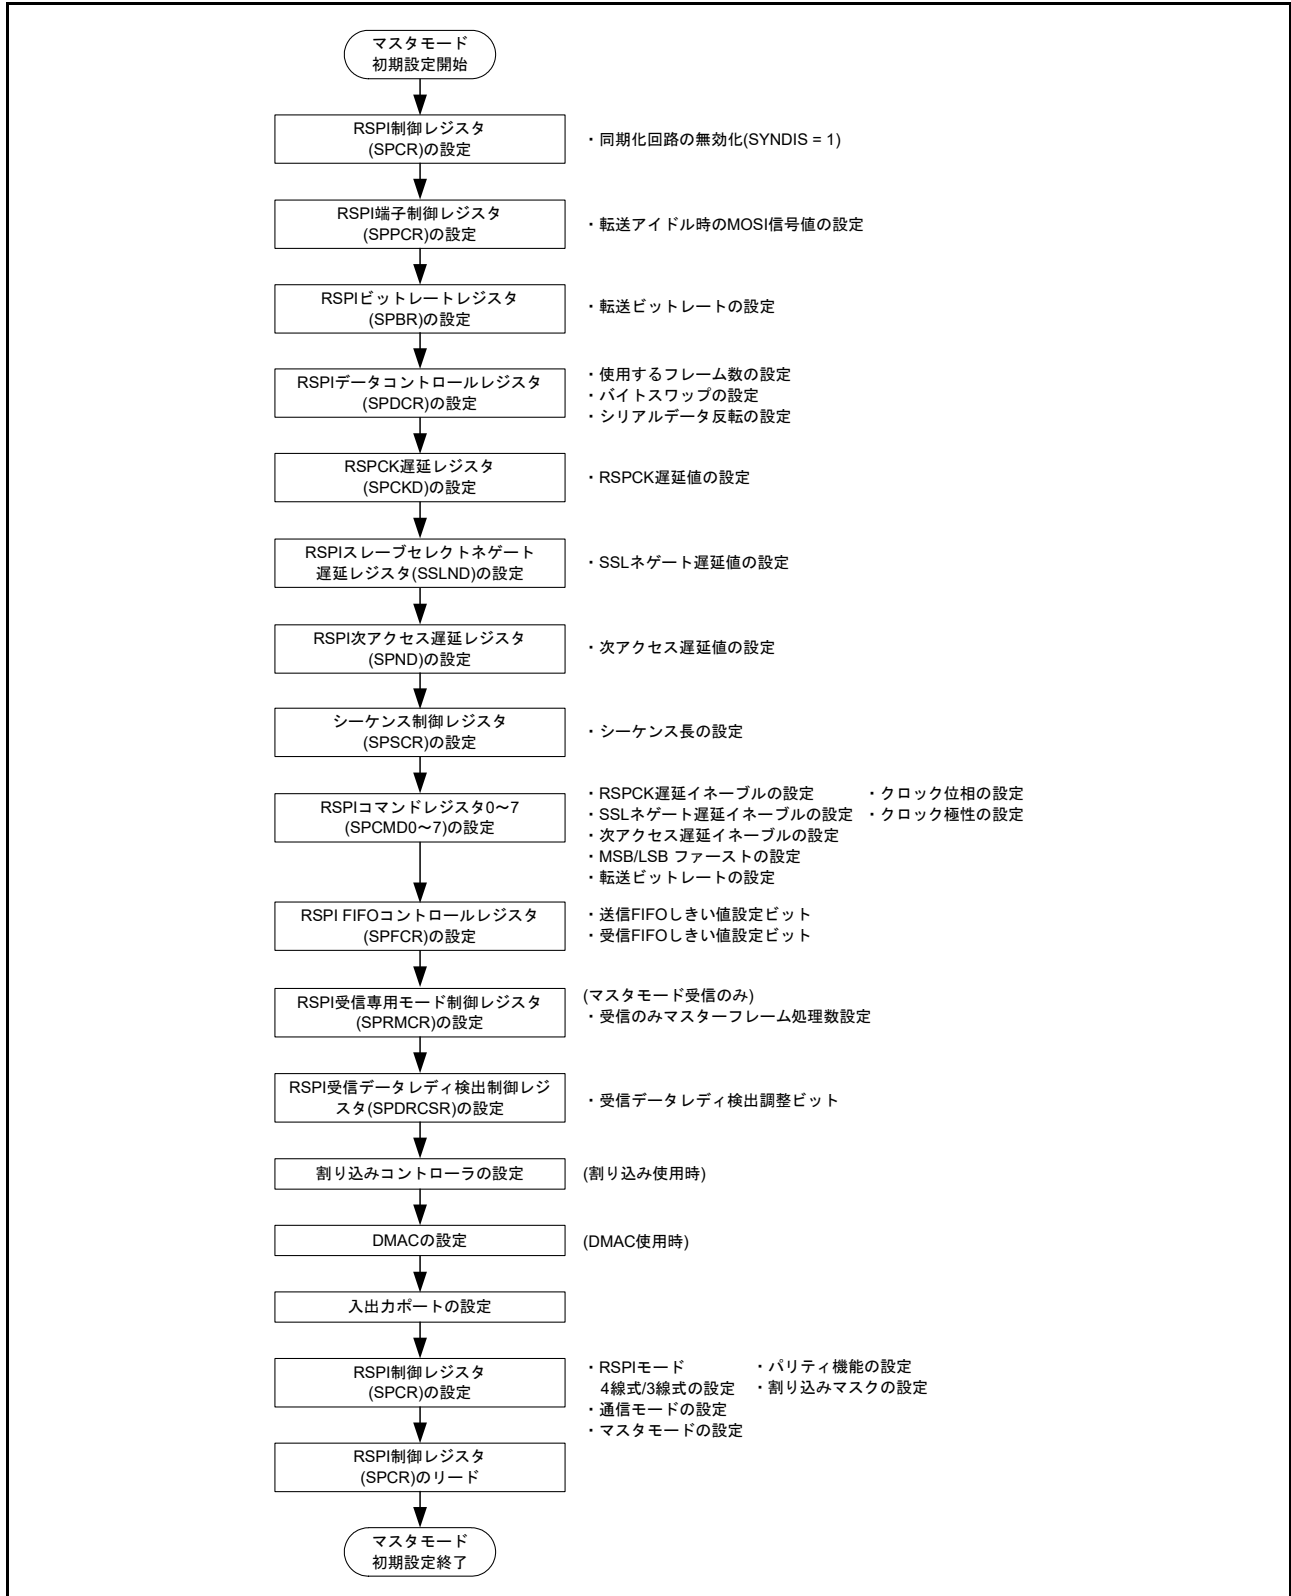 マスタモード
初期設定開始
RSPI制御レジスタ
(SPCR)の設定
・同期化回路の無効化(SYNDIS = 1)
RSPI端子制御レジスタ
(SPPCR)の設定
・転送アイドル時のMOSI信号値の設定
RSPIビットレートレジスタ
(SPBR)の設定
・転送ビットレートの設定
RSPIデータコントロールレジスタ
(SPDCR)の設定
・使用するフレーム数の設定
・バイトスワップの設定
・シリアルデータ反転の設定
RSPCK遅延レジスタ
(SPCKD)の設定
・RSPCK遅延値の設定
RSPIスレーブセレクトネゲート
遅延レジスタ(SSLND)の設定
・SSLネゲート遅延値の設定
RSPI次アクセス遅延レジスタ
(SPND)の設定
・次アクセス遅延値の設定
シーケンス制御レジスタ
(SPSCR)の設定
・シーケンス長の設定
RSPIコマンドレジスタ0～7
(SPCMD0～7)の設定
・RSPCK遅延イネーブルの設定
・SSLネゲート遅延イネーブルの設定
・次アクセス遅延イネーブルの設定
・MSB/LSB ファーストの設定
・転送ビットレートの設定
・クロック位相の設定
・クロック極性の設定
RSPI FIFOコントロールレジスタ
(SPFCR)の設定
・送信FIFOしきい値設定ビット
・受信FIFOしきい値設定ビット
RSPI受信専用モード制御レジスタ
(SPRMCR)の設定
(マスタモード受信のみ)
・受信のみマスターフレーム処理数設定
RSPI受信データレディ検出制御レジ
スタ(SPDRCSR)の設定
・受信データレディ検出調整ビット
割り込みコントローラの設定
(割り込み使用時)
DMACの設定
(DMAC使用時)
入出力ポートの設定
RSPI制御レジスタ
(SPCR)の設定
・RSPIモード
4線式/3線式の設定
・通信モードの設定
・マスタモードの設定
・パリティ機能の設定
・割り込みマスクの設定
RSPI制御レジスタ
(SPCR)のリード
マスタモード
初期設定終了